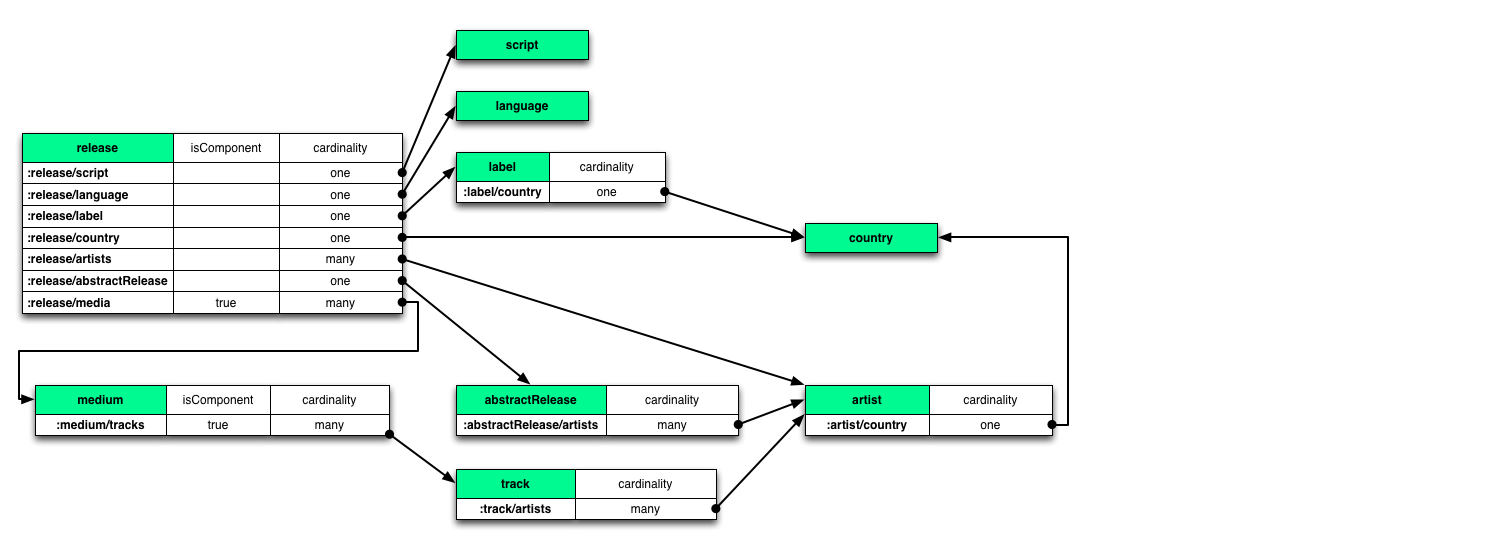 script
language
release isComponent cardinality
:release/script one
:release/language one
:release/label one
:release/country one
:release/artists many
:release/abstractRelease one
:release/media true many
label cardinality
:label/country one
country
medium isComponent cardinality
:medium/tracks true many
abstractRelease cardinality
:abstractRelease/artists many
artist cardinality
:artist/country one
track cardinality
:track/artists many